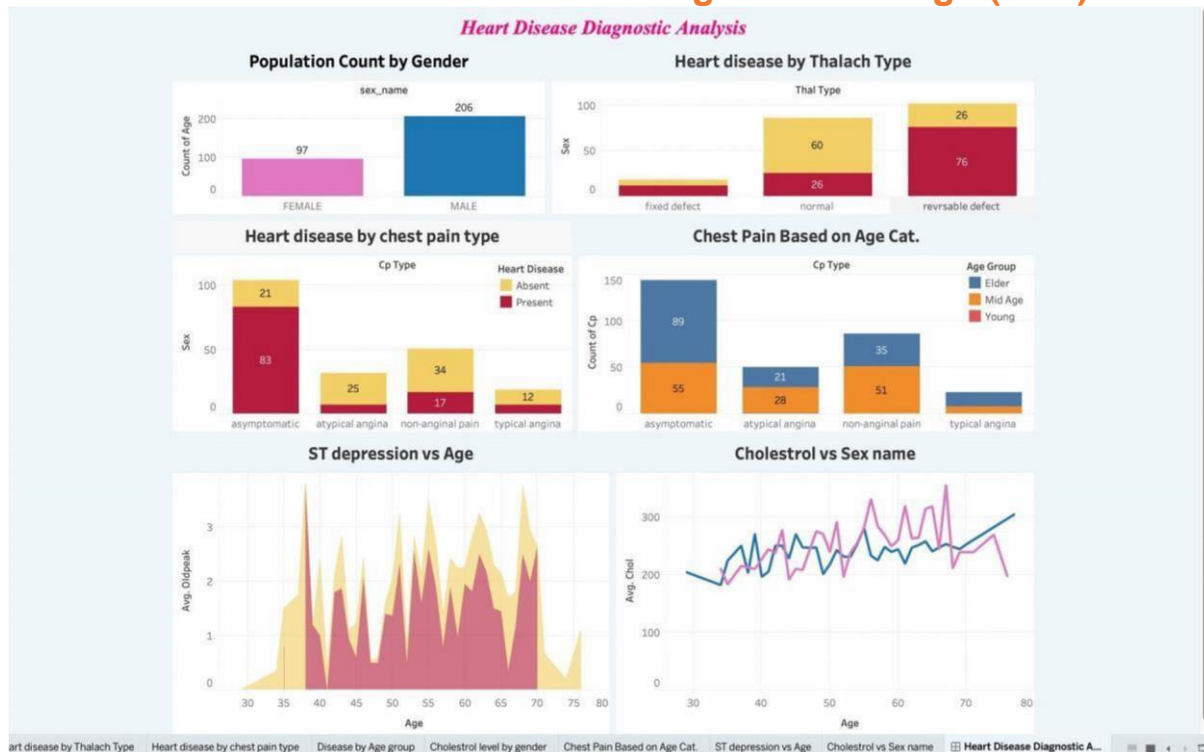 Heart Disease Diagnostic Analysis
Population Count by Gender
sex_name
Count of Age
200
100
0
97
206
FEMALE
MALE
Heart disease by Thalach Type
Thal Type
Sex
100
50
0
60
26
26
76
fixed defect
normal
revrsable defect
Heart disease by chest pain type
Cp Type
Heart Disease
Absent
Present
Sex
100
50
0
21
83
25
34
17
12
asymptomatic
atypical angina
non-anginal pain
typical angina
Chest Pain Based on Age Cat.
Cp Type
Age Group
Elder
Mid Age
Young
Count of Cp
150
100
50
0
89
55
21
28
35
51
asymptomatic
atypical angina
non-anginal pain
typical angina
ST depression vs Age
Avg. Oldpeak
3
2
1
0
30 35 40 45 50 55 60 65 70 75 80
Age
Cholestrol vs Sex name
Avg. Chol
300
200
100
0
30 40 50 60 70 80
Age
art disease by Thalach Type Heart disease by chest pain type Disease by Age group Cholestrol level by gender Chest Pain Based on Age Cat. ST depression vs Age Cholestrol vs Sex name Heart Disease Diagnostic A...